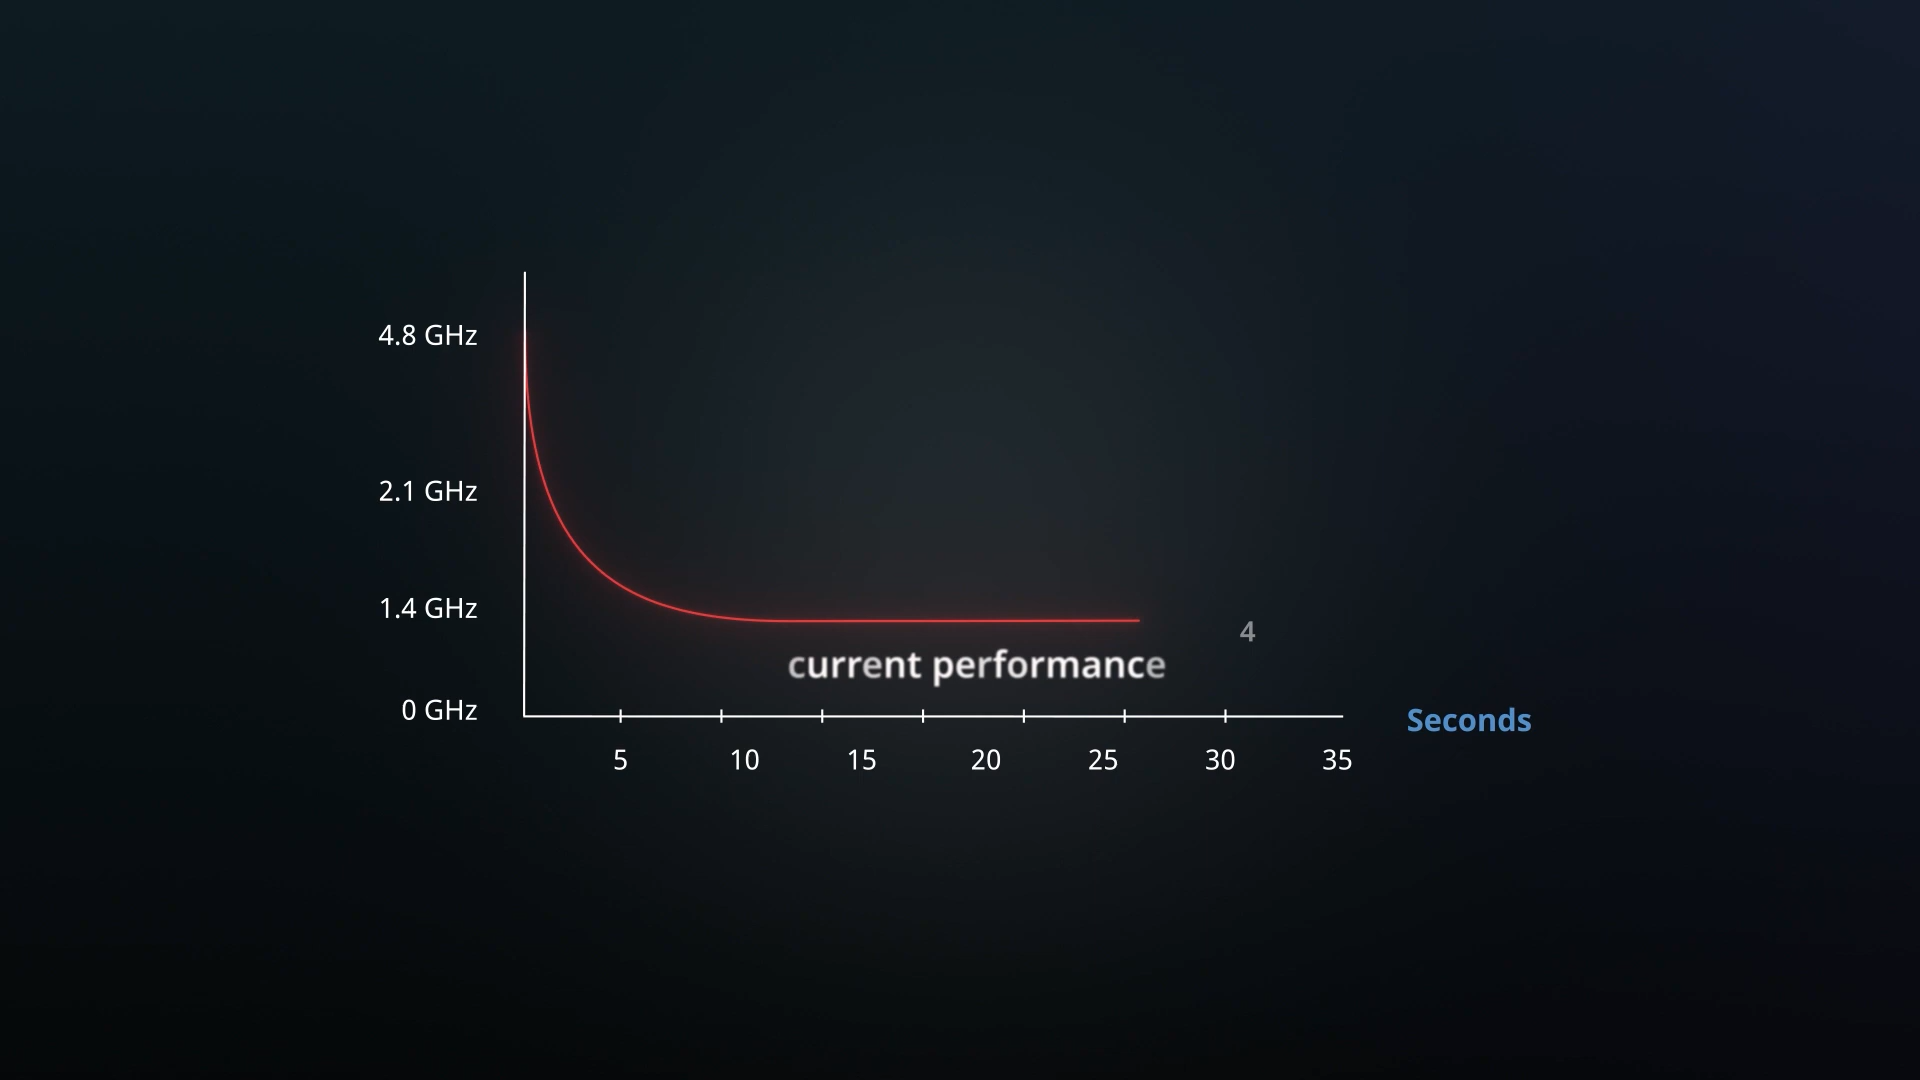 4.8 GHz
2.1 GHz
1.4 GHz
4
current performance
0 GHz
Seconds
5 10 15 20 25 30 35